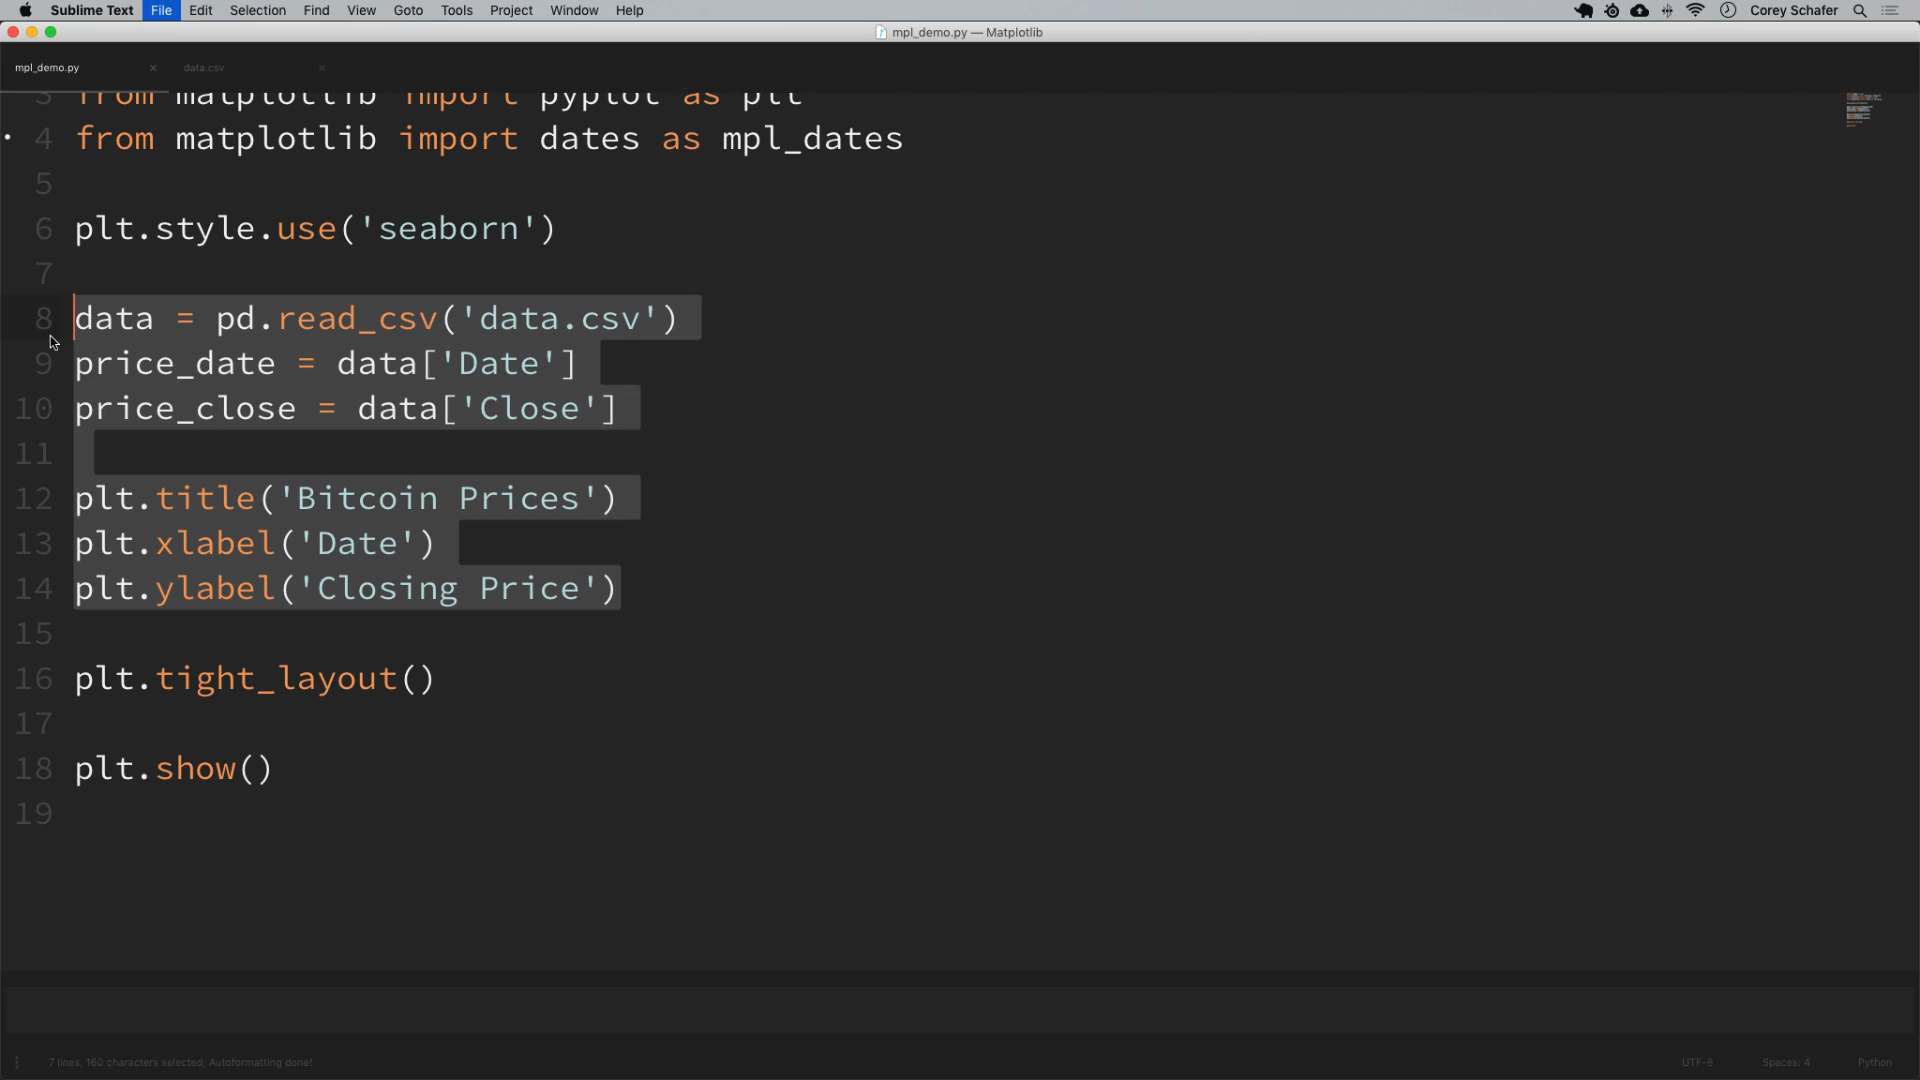 Sublime Text File Edit Selection Find View Goto Tools Project Window Help Corey Schafer
mpl_demo.py — Matplotlib
mpl_demo.py × data.csv ×
3 from matplotlib import pyplot as plt
4 from matplotlib import dates as mpl_dates
5
6 plt.style.use('seaborn')
7
8 data = pd.read_csv('data.csv')
9 price_date = data['Date']
10 price_close = data['Close']
11
12 plt.title('Bitcoin Prices')
13 plt.xlabel('Date')
14 plt.ylabel('Closing Price')
15
16 plt.tight_layout()
17
18 plt.show()
19
7 lines, 160 characters selected; Autoformatting done! UTF-8 Spaces: 4 Python